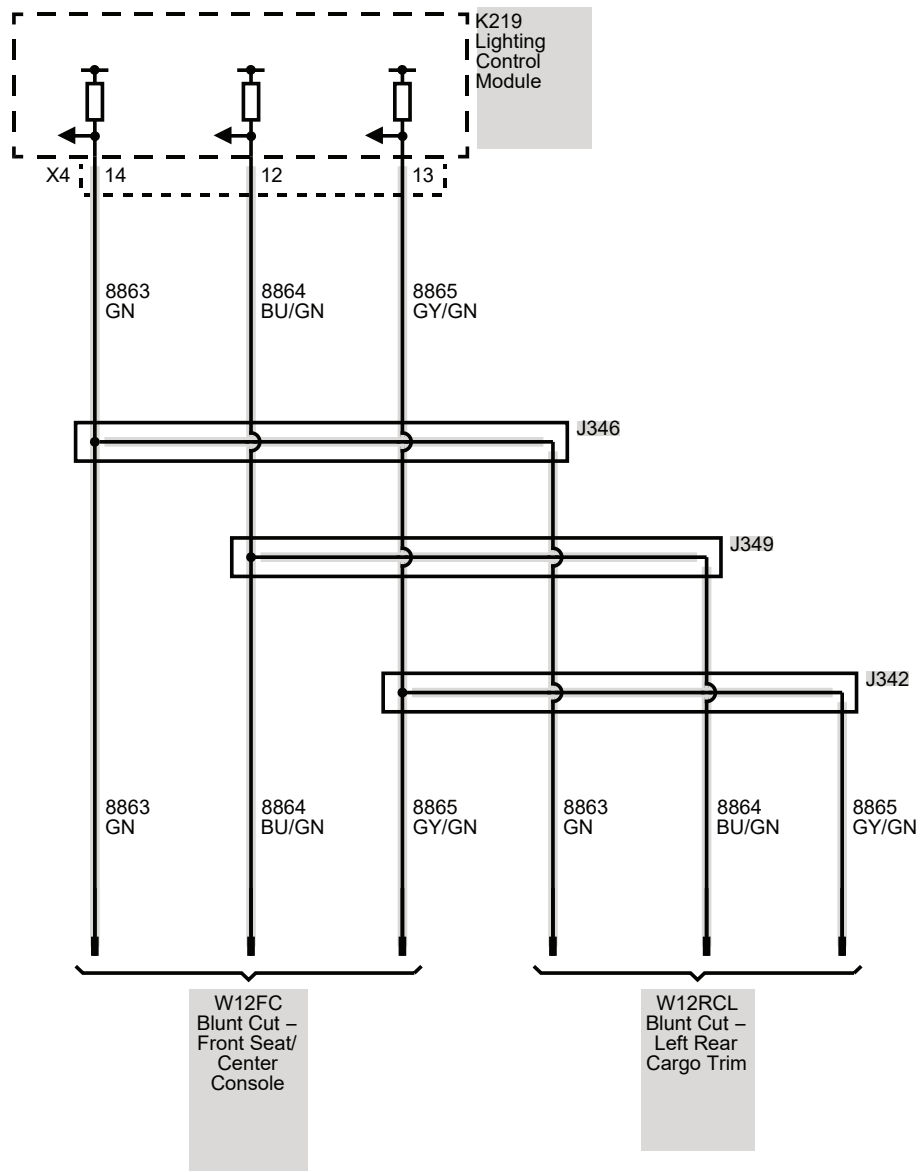 K219
Lighting
Control
Module
X4 14 12 13
8863
GN
8864
BU/GN
8865
GY/GN
J346
J349
J342
8863
GN
8864
BU/GN
8865
GY/GN
8863
GN
8864
BU/GN
8865
GY/GN
W12FC
Blunt Cut –
Front Seat/
Center
Console
W12RCL
Blunt Cut –
Left Rear
Cargo Trim